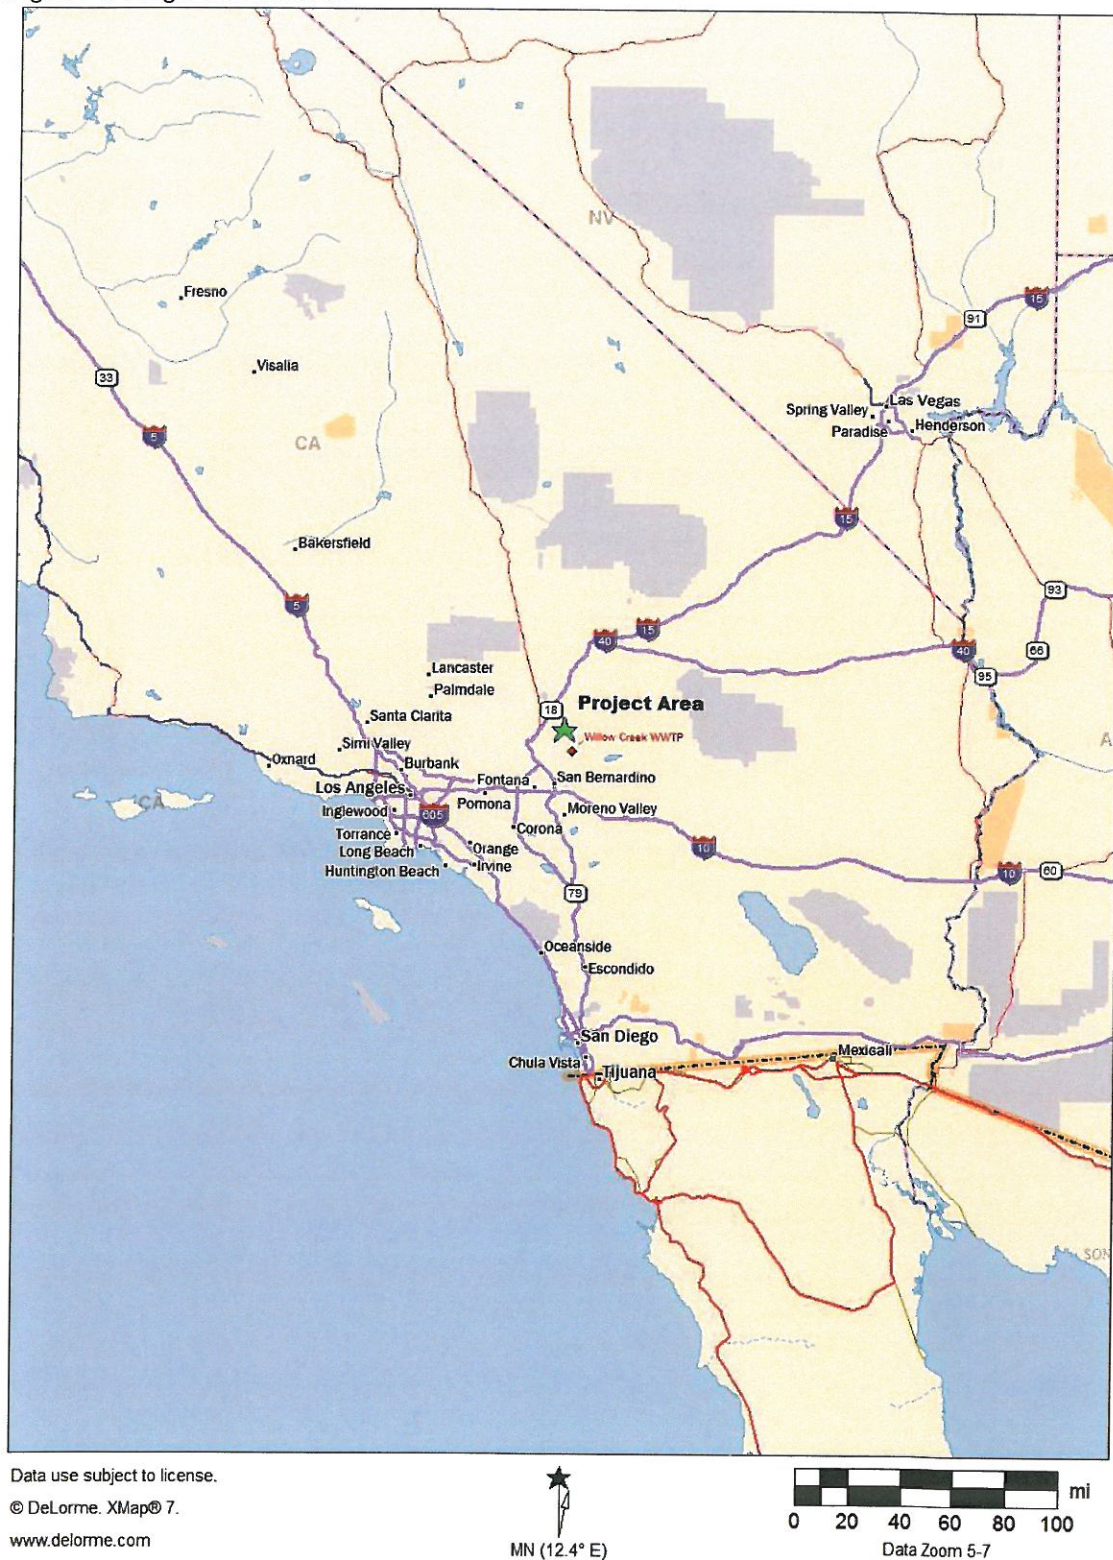 NV
15
91
Fresno
Visalia
33
5
CA
Las Vegas
Spring Valley
Paradise
Henderson
15
Bakersfield
5
93
40
15
40
66
95
Lancaster
Palmdale
18
Project Area
Santa Clarita
Willow Creek WWTP
Simi Valley
Oxnard
Burbank
Fontana
San Bernardino
Los Angeles
CA
Pomona
Inglewood
605
Moreno Valley
Torrance
Corona
Long Beach
Orange
10
Huntington Beach
Irvine
10
60
79
Oceanside
Escondido
San Diego
Chula Vista
Mexicali
Tijuana
SON
Data use subject to license.
© DeLorme. XMap® 7.
www.delorme.com
MN (12.4° E)
mi
0 20 40 60 80 100
Data Zoom 5-7